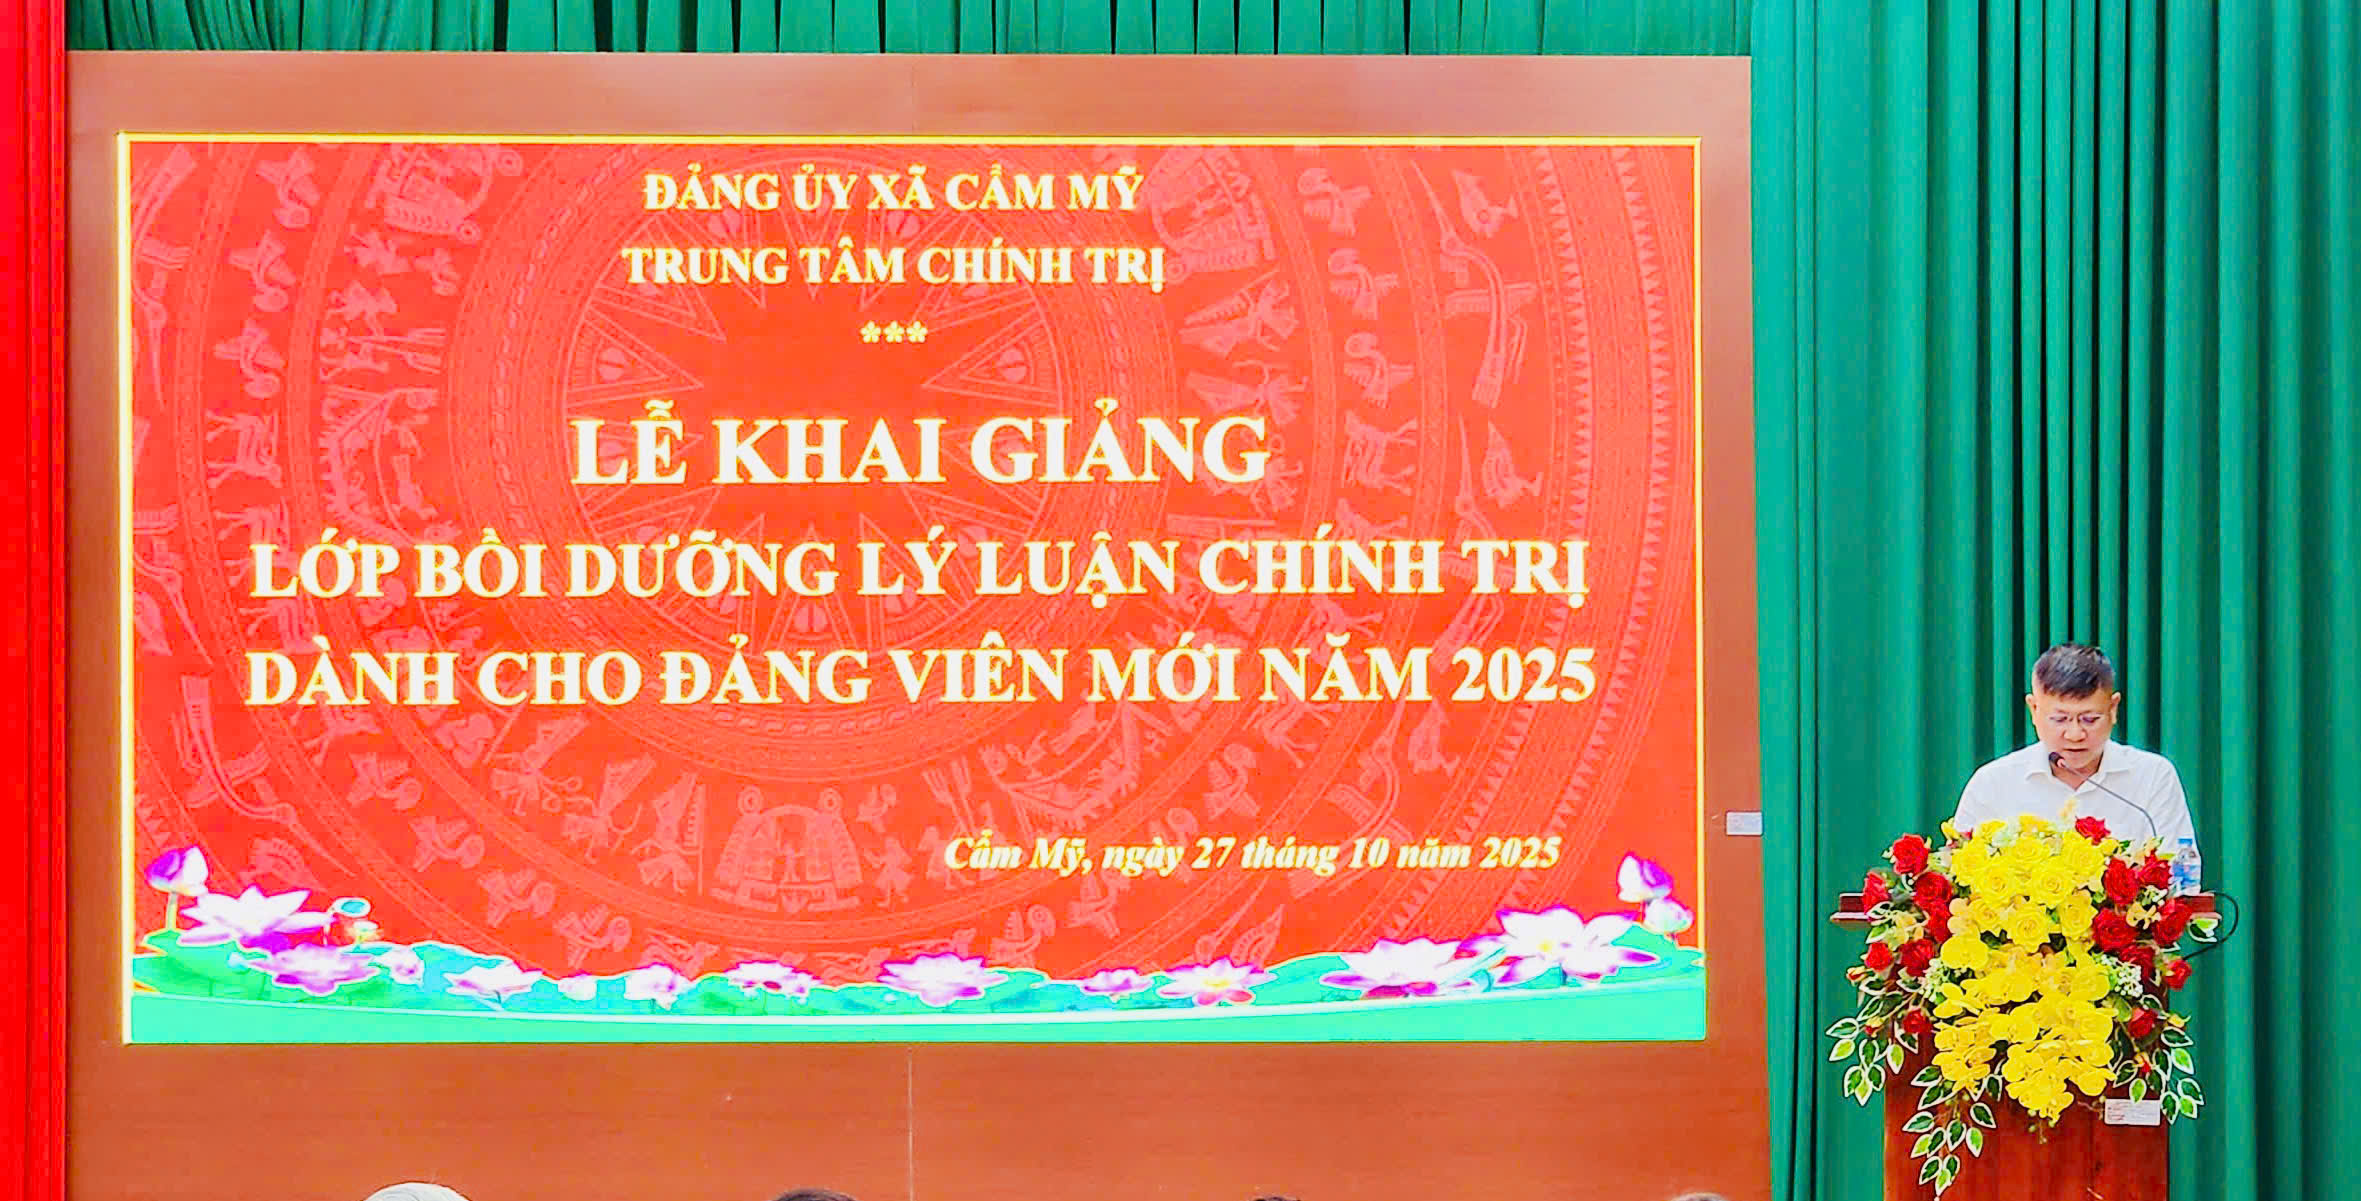 ĐẢNG ỦY XÃ CẨM MỸ
TRUNG TÂM CHÍNH TRỊ
***
LỄ KHAI GIẢNG
LỚP BỒI DƯỠNG LÝ LUẬN CHÍNH TRỊ
DÀNH CHO ĐẢNG VIÊN MỚI NĂM 2025
Cẩm Mỹ, ngày 27 tháng 10 năm 2025